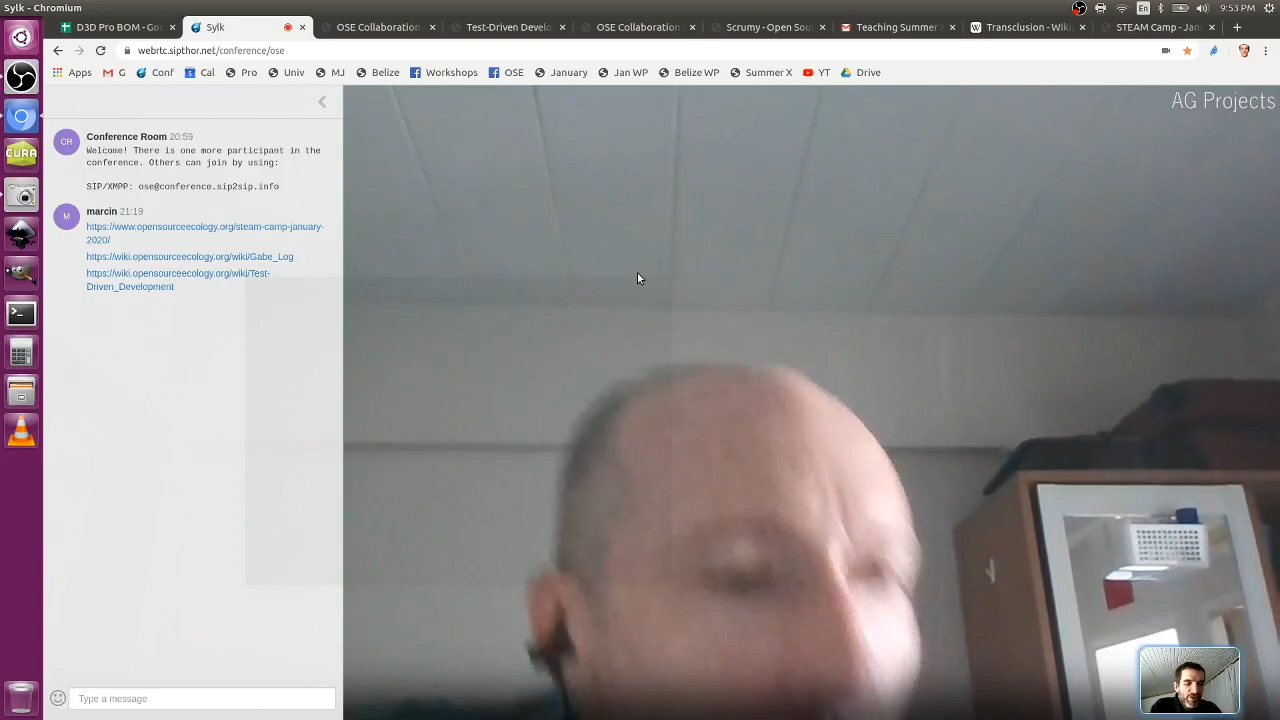 Sylk - Chromium
En
9:53 PM
D3D Pro BOM - Goo
Sylk
OSE Collaboration
Test-Driven Develo
OSE Collaboration
Scrumy - Open Sou
Teaching Summer
Transclusion - Wiki
STEAM Camp - Jan
webrtc.sipthor.net/conference/ose
Apps
G
Conf
Cal
Pro
Univ
MJ
Belize
Workshops
OSE
January
Jan WP
Belize WP
Summer X
YT
Drive
AG Projects
CR
Conference Room 20:59
Welcome! There is one more participant in the
conference. Others can join by using:
SIP/XMPP: ose@conference.sip2sip.info
M
marcin 21:19
https://www.opensourceecology.org/steam-camp-january-
2020/
https://wiki.opensourceecology.org/wiki/Gabe_Log
https://wiki.opensourceecology.org/wiki/Test-
Driven_Development
CURA
Type a message